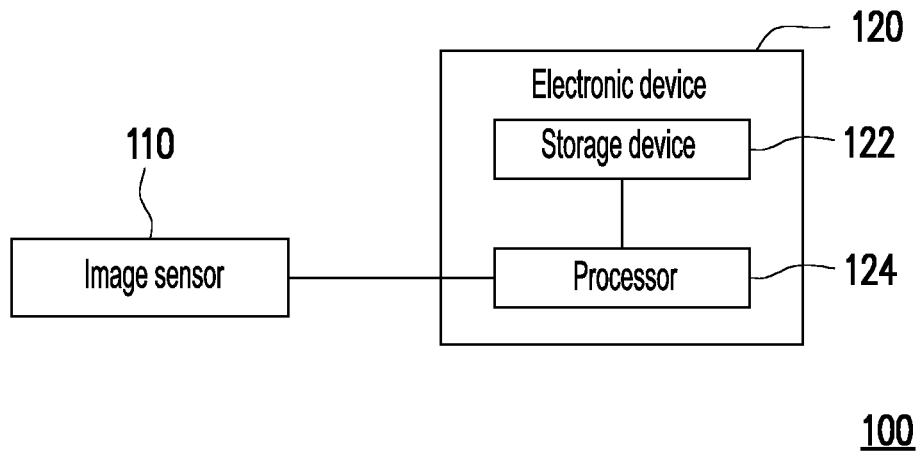 120
Electronic device
Storage device
122
110
Image sensor
Processor
124
100